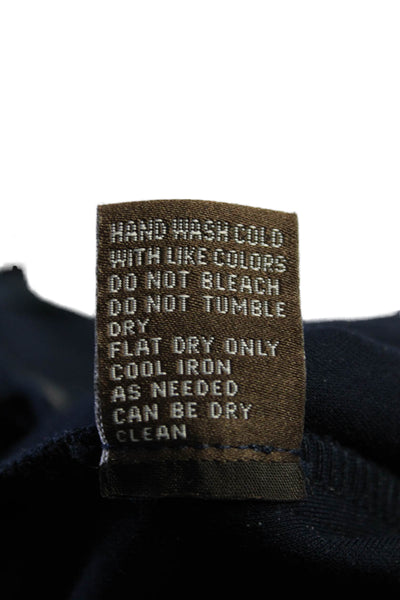 HAND WASH COLD
WITH LIKE COLORS
DO NOT BLEACH
DO NOT TUMBLE
DRY
FLAT DRY ONLY
COOL IRON
AS NEEDED
CAN BE DRY
CLEAN